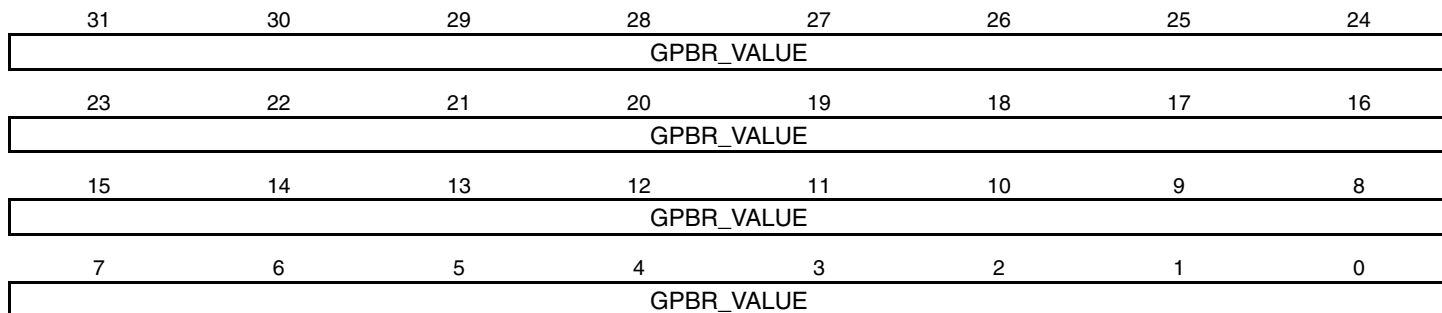 31 30 29 28 27 26 25 24
GPBR_VALUE
23 22 21 20 19 18 17 16
GPBR_VALUE
15 14 13 12 11 10 9 8
GPBR_VALUE
7 6 5 4 3 2 1 0
GPBR_VALUE